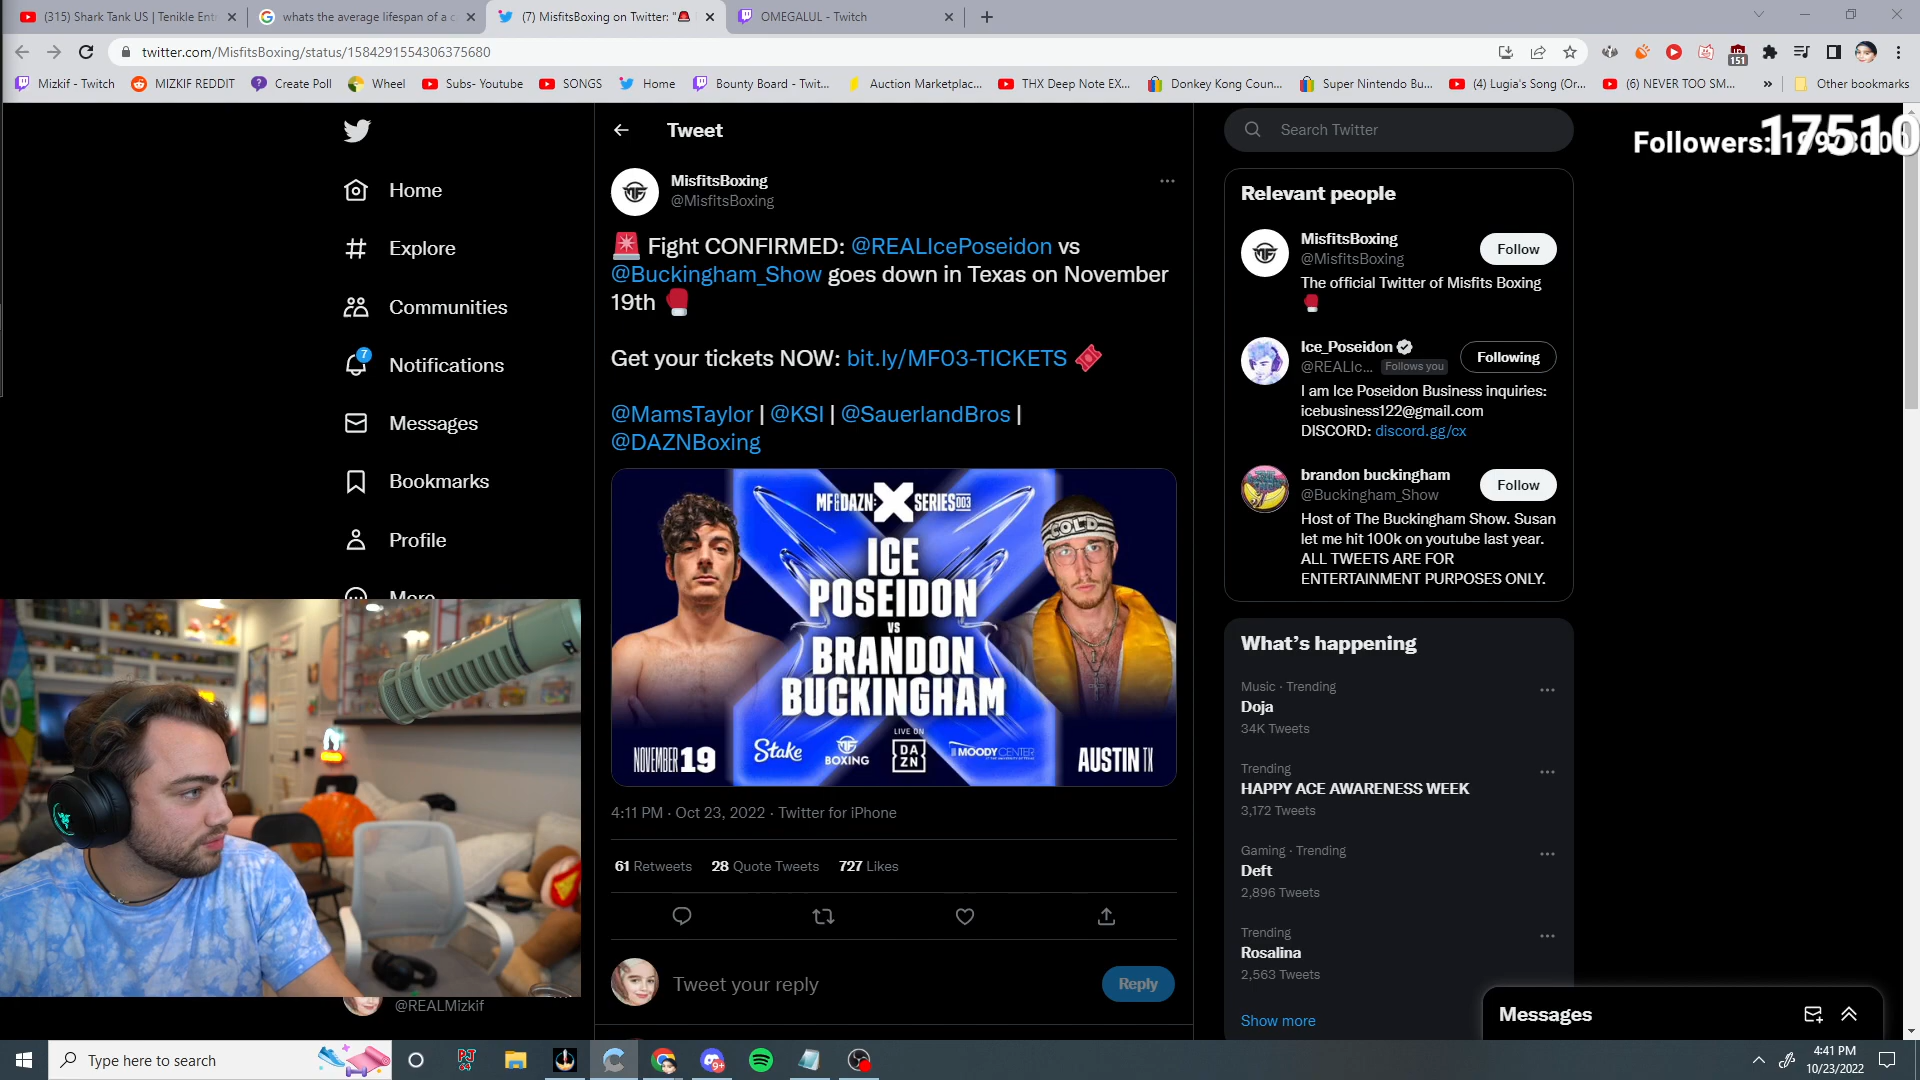 (315) Shark Tank US | Tenikle Ent
whats the average lifespan of a c
(7) MisfitsBoxing on Twitter: "🚨
OMEGALUL - Twitch
twitter.com/MisfitsBoxing/status/1584291554306375680
151
Mizkif - Twitch
MIZKIF REDDIT
Create Poll
Wheel
Subs- Youtube
SONGS
Home
Bounty Board - Twit...
Auction Marketplac...
THX Deep Note EX...
Donkey Kong Coun...
Super Nintendo Bu...
(4) Lugia's Song (Or...
(6) NEVER TOO SM...
»
Other bookmarks
Home
Explore
Communities
7
Notifications
Messages
Bookmarks
Profile
More
@REALMizkif
Tweet
MisfitsBoxing
@MisfitsBoxing
🚨 Fight CONFIRMED: @REALIcePoseidon vs
@Buckingham_Show goes down in Texas on November
19th 🥊
Get your tickets NOW: bit.ly/MF03-TICKETS 🎟
@MamsTaylor | @KSI | @SauerlandBros |
@DAZNBoxing
MF&DAZN: X SERIES 003
ICE
POSEIDON
VS
BRANDON
BUCKINGHAM
COLD
NOVEMBER 19
Stake
MF BOXING
LIVE ON
DAZN
MOODY CENTER
AUSTIN TX
4:11 PM · Oct 23, 2022 · Twitter for iPhone
61 Retweets 28 Quote Tweets 727 Likes
Tweet your reply
Reply
Search Twitter
Followers:
17510
Relevant people
MisfitsBoxing
@MisfitsBoxing
Follow
The official Twitter of Misfits Boxing
🥊
Ice_Poseidon
@REALIc... Follows you
Following
I am Ice Poseidon Business inquiries:
icebusiness122@gmail.com
DISCORD: discord.gg/cx
brandon buckingham
@Buckingham_Show
Follow
Host of The Buckingham Show. Susan
let me hit 100k on youtube last year.
ALL TWEETS ARE FOR
ENTERTAINMENT PURPOSES ONLY.
What's happening
Music · Trending
Doja
34K Tweets
Trending
HAPPY ACE AWARENESS WEEK
3,172 Tweets
Gaming · Trending
Deft
2,896 Tweets
Trending
Rosalina
2,563 Tweets
Show more
Messages
Type here to search
9+
4:41 PM
10/23/2022